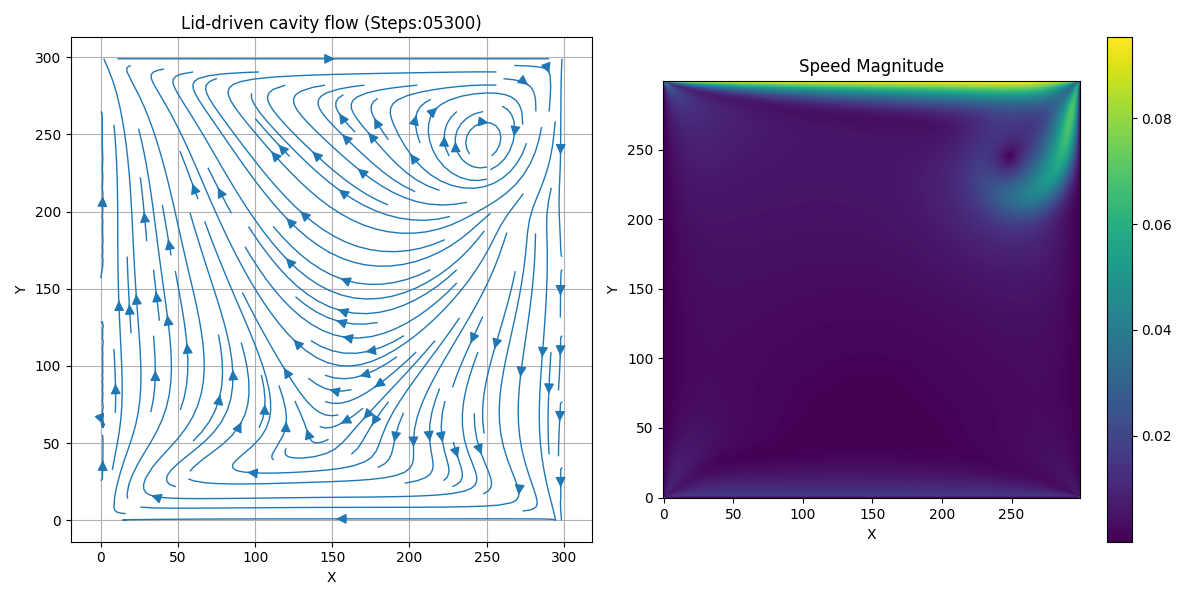 Lid-driven cavity flow (Steps:05300)
300
250
200
150
100
50
0
Y
0 50 100 150 200 250 300
X
Speed Magnitude
250
200
150
100
50
0
Y
0 50 100 150 200 250
X
0.08
0.06
0.04
0.02